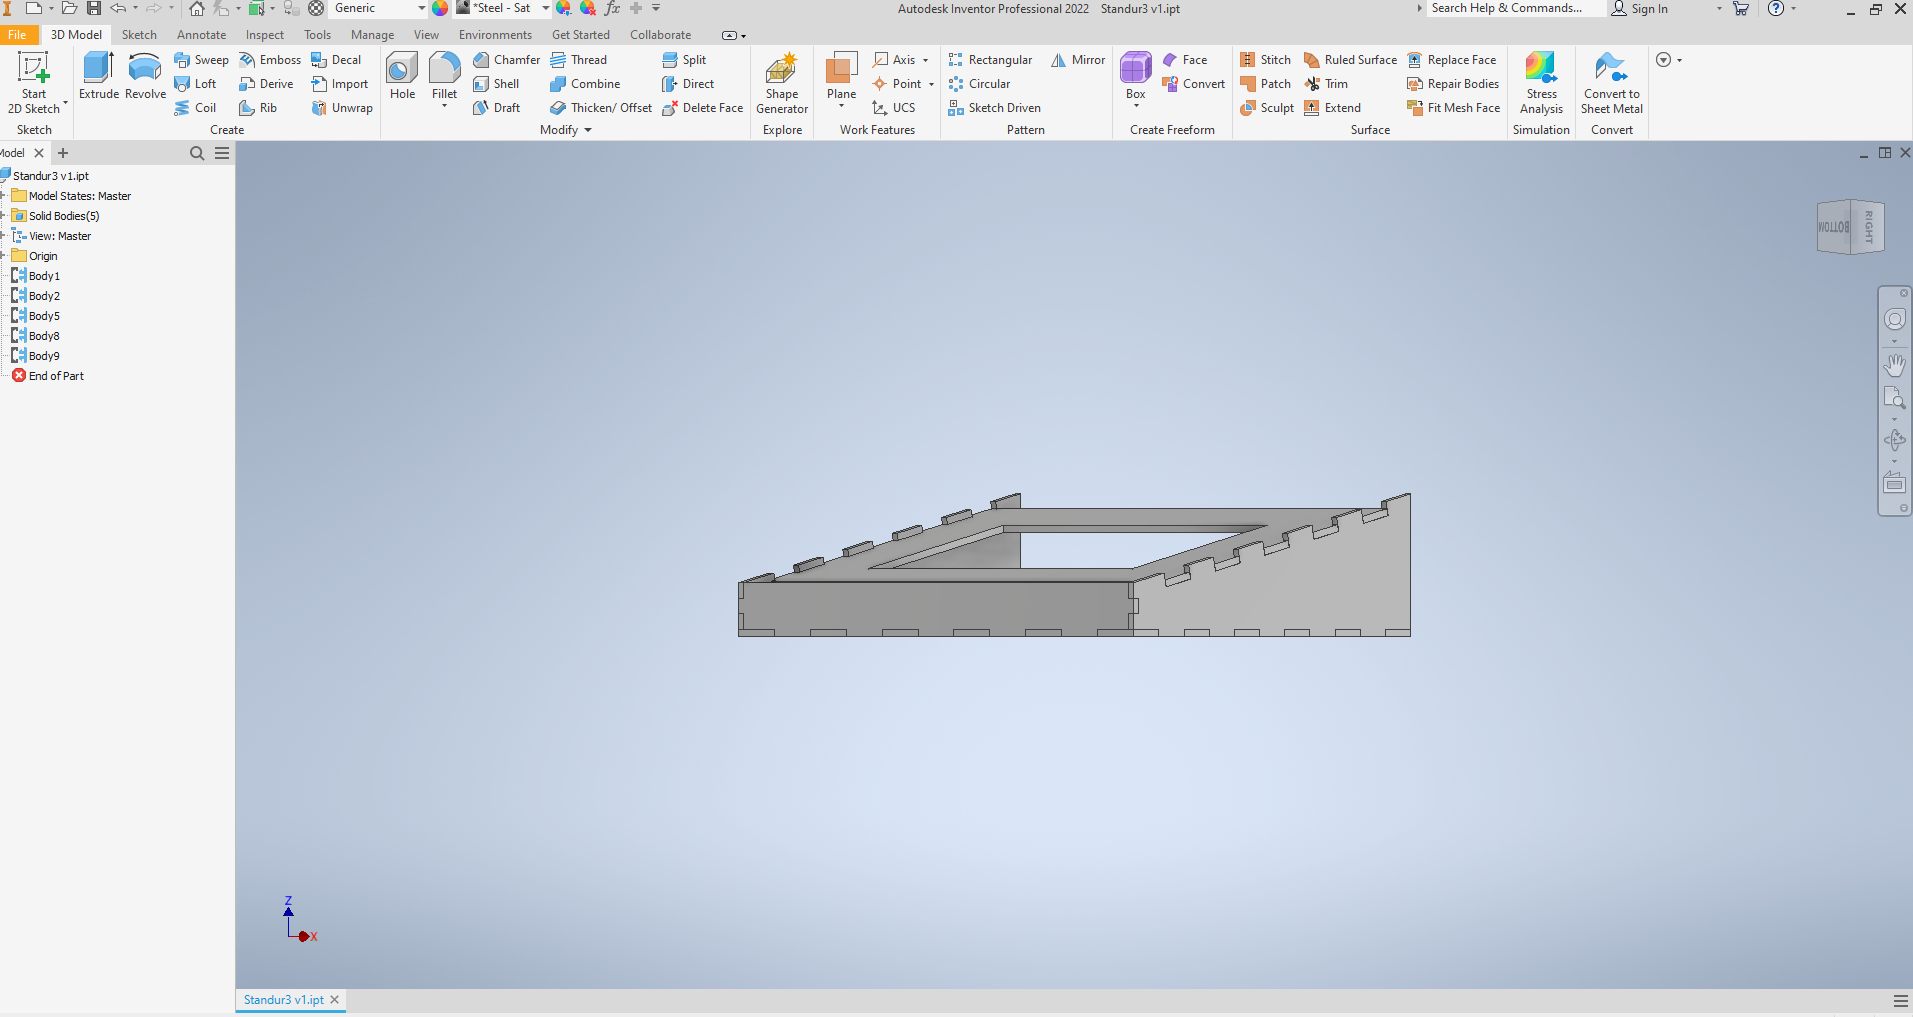 Generic
*Steel - Sat
fx
Autodesk Inventor Professional 2022 Standur3 v1.ipt
Search Help & Commands...
Sign In
File 3D Model Sketch Annotate Inspect Tools Manage View Environments Get Started Collaborate
Start
2D Sketch
Sketch
Extrude
Revolve
Sweep
Loft
Coil
Emboss
Derive
Rib
Decal
Import
Unwrap
Create
Hole
Fillet
Chamfer
Shell
Draft
Thread
Combine
Thicken/ Offset
Split
Direct
Delete Face
Modify
Shape
Generator
Explore
Plane
Axis
Point
UCS
Work Features
Rectangular
Circular
Sketch Driven
Mirror
Pattern
Box
Face
Convert
Create Freeform
Stitch
Patch
Sculpt
Ruled Surface
Trim
Extend
Replace Face
Repair Bodies
Fit Mesh Face
Surface
Stress
Analysis
Simulation
Convert to
Sheet Metal
Convert
Model
Standur3 v1.ipt
Model States: Master
Solid Bodies(5)
View: Master
Origin
Body1
Body2
Body5
Body8
Body9
End of Part
BOTTOM
RIGHT
Z
X
Standur3 v1.ipt